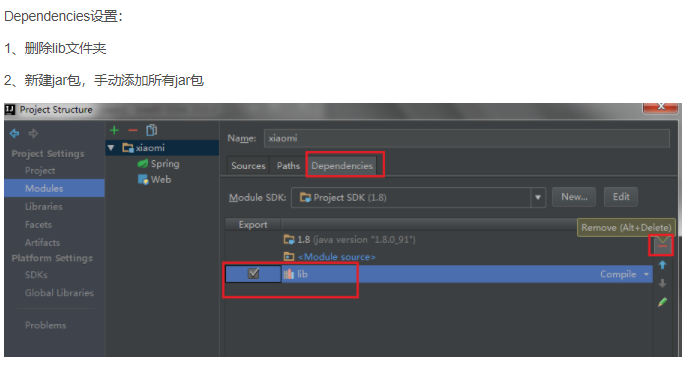 Dependencies设置：
1、删除lib文件夹
2、新建jar包，手动添加所有jar包
Project Structure
Project Settings
Project
Modules
Libraries
Facets
Artifacts
Platform Settings
SDKs
Global Libraries
Problems
xiaomi
Spring
Web
Name: xiaomi
Sources Paths Dependencies
Module SDK: Project SDK (1.8) New... Edit
Export
Remove (Alt+Delete)
1.8 (java version "1.8.0_91")
<Module source>
lib Compile